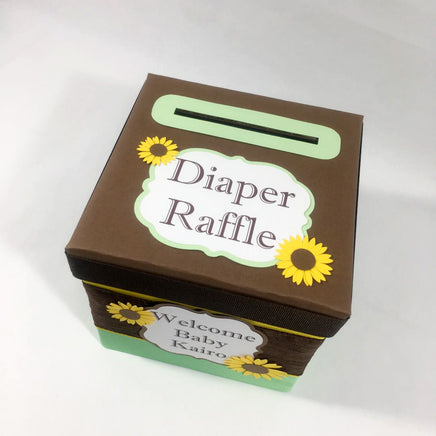 Diaper
Raffle
Welcome
Baby
Kairo